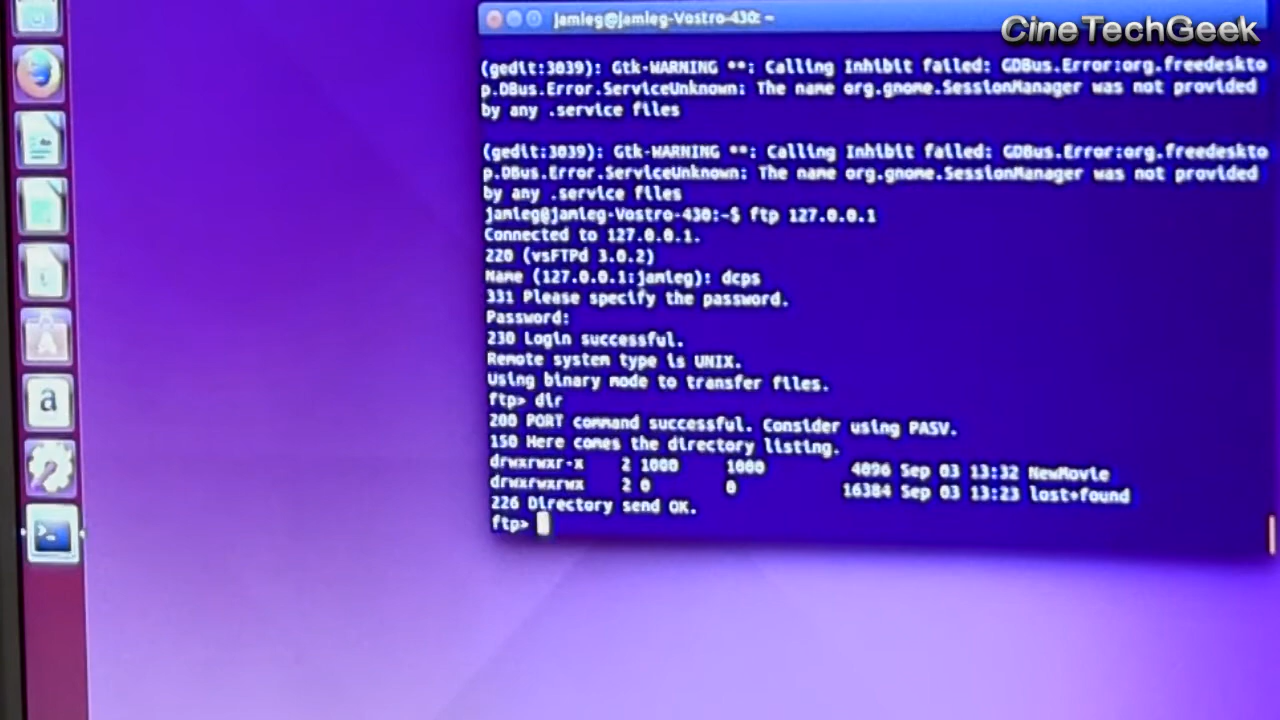 jamieg@jamieg-Vostro-430: ~
CineTechGeek
(gedit:3039): Gtk-WARNING **: Calling Inhibit failed: GDBus.Error:org.freedeskto
p.DBus.Error.ServiceUnknown: The name org.gnome.SessionManager was not provided
by any .service files
(gedit:3039): Gtk-WARNING **: Calling Inhibit failed: GDBus.Error:org.freedeskto
p.DBus.Error.ServiceUnknown: The name org.gnome.SessionManager was not provided
by any .service files
jamieg@jamieg-Vostro-430:~$ ftp 127.0.0.1
Connected to 127.0.0.1.
220 (vsFTPd 3.0.2)
Name (127.0.0.1:jamieg): dcps
331 Please specify the password.
Password:
230 Login successful.
Remote system type is UNIX.
Using binary mode to transfer files.
ftp> dir
200 PORT command successful. Consider using PASV.
150 Here comes the directory listing.
drwxrwxr-x 2 1000 1000 4096 Sep 03 13:32 NewMovie
drwxrwxrwx 2 0 0 16384 Sep 03 13:23 lost+found
226 Directory send OK.
ftp>
a